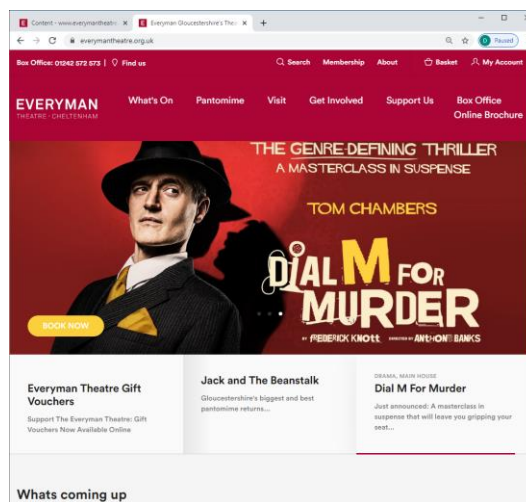 Content - www.everymantheatre
Everyman Gloucestershire's Thea
everymantheatre.org.uk
Paused
Box Office: 01242 572 573 | Find us
Search Membership About Basket My Account
EVERYMAN
THEATRE · CHELTENHAM
What's On Pantomime Visit Get Involved Support Us Box Office
Online Brochure
THE GENRE-DEFINING THRILLER
A MASTERCLASS IN SUSPENSE
TOM CHAMBERS
DIAL M FOR
MURDER
BY FREDERICK KNOTT DIRECTED BY ANTHONY BANKS
BOOK NOW
Everyman Theatre Gift
Vouchers
Support The Everyman Theatre: Gift
Vouchers Now Available Online
Jack and The Beanstalk
Gloucestershire's biggest and best
pantomime returns...
DRAMA, MAIN HOUSE
Dial M For Murder
Just announced: A masterclass in
suspense that will leave you gripping your
seat...
Whats coming up